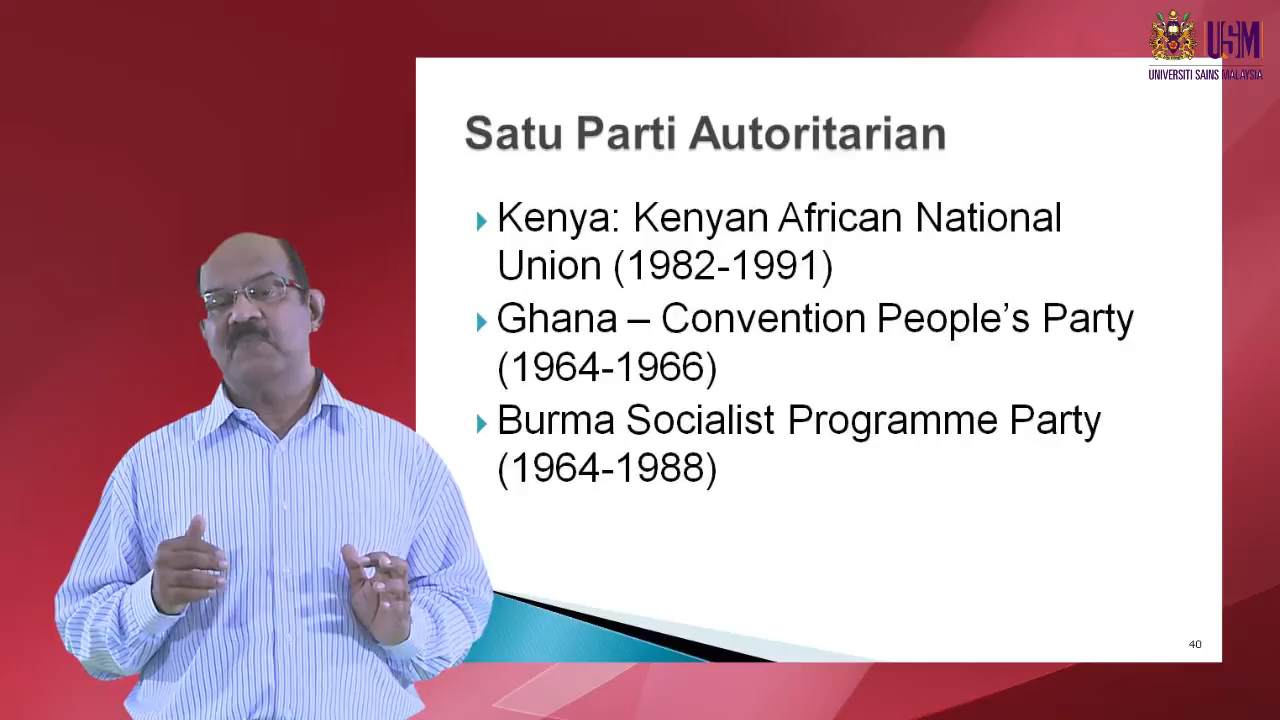 USM
UNIVERSITI SAINS MALAYSIA
Satu Parti Autoritarian
Kenya: Kenyan African National
Union (1982-1991)
Ghana – Convention People's Party
(1964-1966)
Burma Socialist Programme Party
(1964-1988)
40